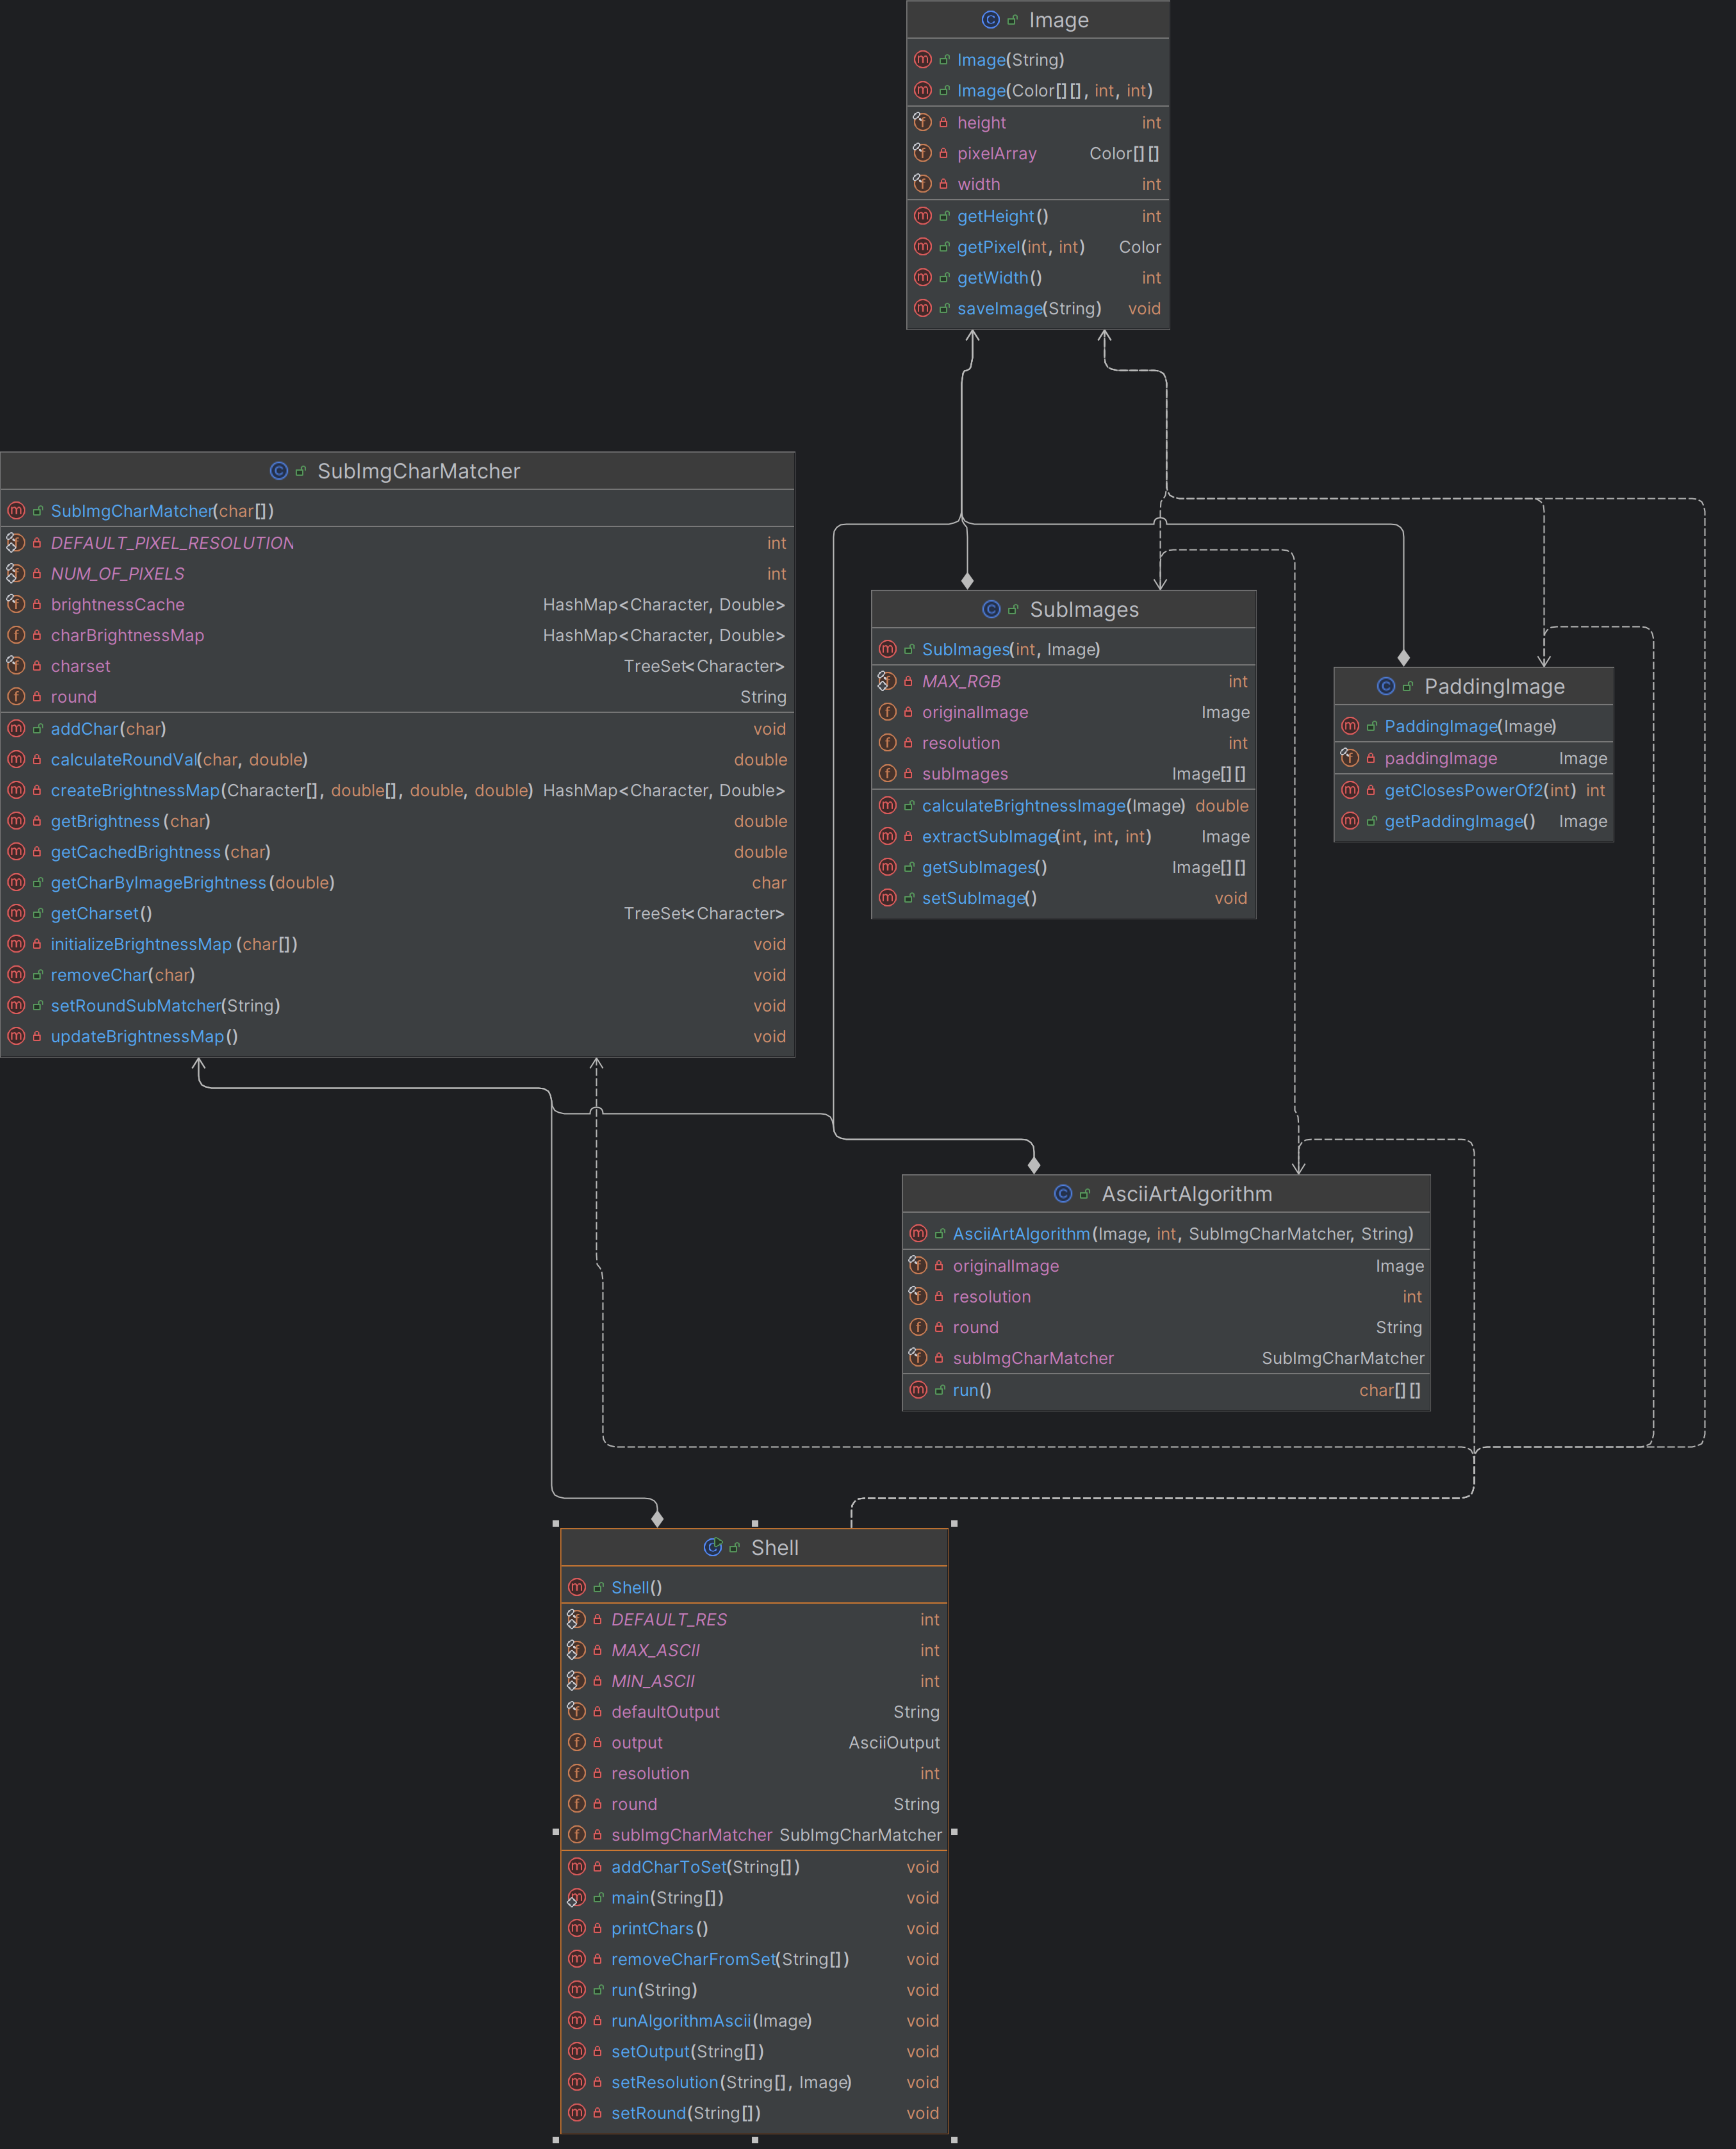 Image
Image(String)
Image(Color[][], int, int)
height int
pixelArray Color[][]
width int
getHeight() int
getPixel(int, int) Color
getWidth() int
saveImage(String) void
SubImgCharMatcher
SubImgCharMatcher(char[])
DEFAULT_PIXEL_RESOLUTION int
NUM_OF_PIXELS int
brightnessCache HashMap<Character, Double>
charBrightnessMap HashMap<Character, Double>
charset TreeSet<Character>
round String
addChar(char) void
calculateRoundVal(char, double) double
createBrightnessMap(Character[], double[], double, double) HashMap<Character, Double>
getBrightness(char) double
getCachedBrightness(char) double
getCharByImageBrightness(double) char
getCharset() TreeSet<Character>
initializeBrightnessMap(char[]) void
removeChar(char) void
setRoundSubMatcher(String) void
updateBrightnessMap() void
SubImages
SubImages(int, Image)
MAX_RGB int
originalImage Image
resolution int
subImages Image[][]
calculateBrightnessImage(Image) double
extractSubImage(int, int, int) Image
getSubImages() Image[][]
setSubImage() void
PaddingImage
PaddingImage(Image)
paddingImage Image
getClosesPowerOf2(int) int
getPaddingImage() Image
AsciiArtAlgorithm
AsciiArtAlgorithm(Image, int, SubImgCharMatcher, String)
originalImage Image
resolution int
round String
subImgCharMatcher SubImgCharMatcher
run() char[][]
Shell
Shell()
DEFAULT_RES int
MAX_ASCII int
MIN_ASCII int
defaultOutput String
output AsciiOutput
resolution int
round String
subImgCharMatcher SubImgCharMatcher
addCharToSet(String[]) void
main(String[]) void
printChars() void
removeCharFromSet(String[]) void
run(String) void
runAlgorithmAscii(Image) void
setOutput(String[]) void
setResolution(String[], Image) void
setRound(String[]) void